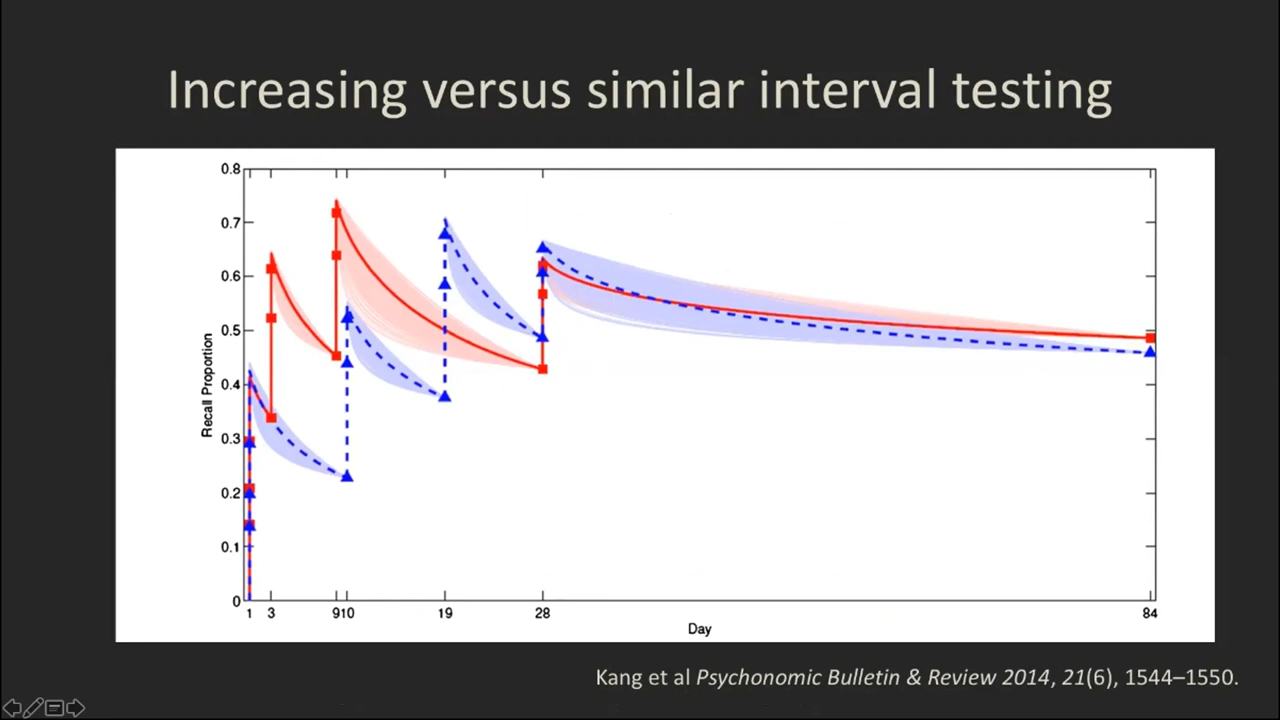 Increasing versus similar interval testing
0.8
0.7
0.6
0.5
0.4
0.3
0.2
0.1
0
Recall Proportion
1 3 9 10 19 28 84
Day
Kang et al Psychonomic Bulletin & Review 2014, 21(6), 1544–1550.